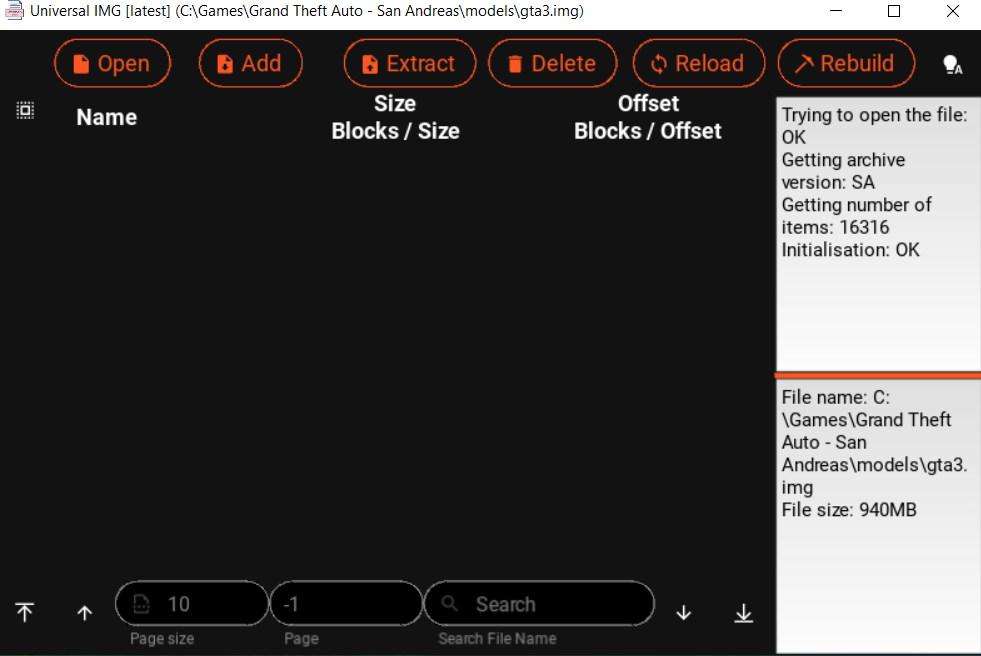 Universal IMG [latest] (C:\Games\Grand Theft Auto - San Andreas\models\gta3.img)
Open
Add
Extract
Delete
Reload
Rebuild
Name
Size
Blocks / Size
Offset
Blocks / Offset
Trying to open the file:
OK
Getting archive
version: SA
Getting number of
items: 16316
Initialisation: OK
File name: C:
\Games\Grand Theft
Auto - San
Andreas\models\gta3.
img
File size: 940MB
10
-1
Search
Page size
Page
Search File Name